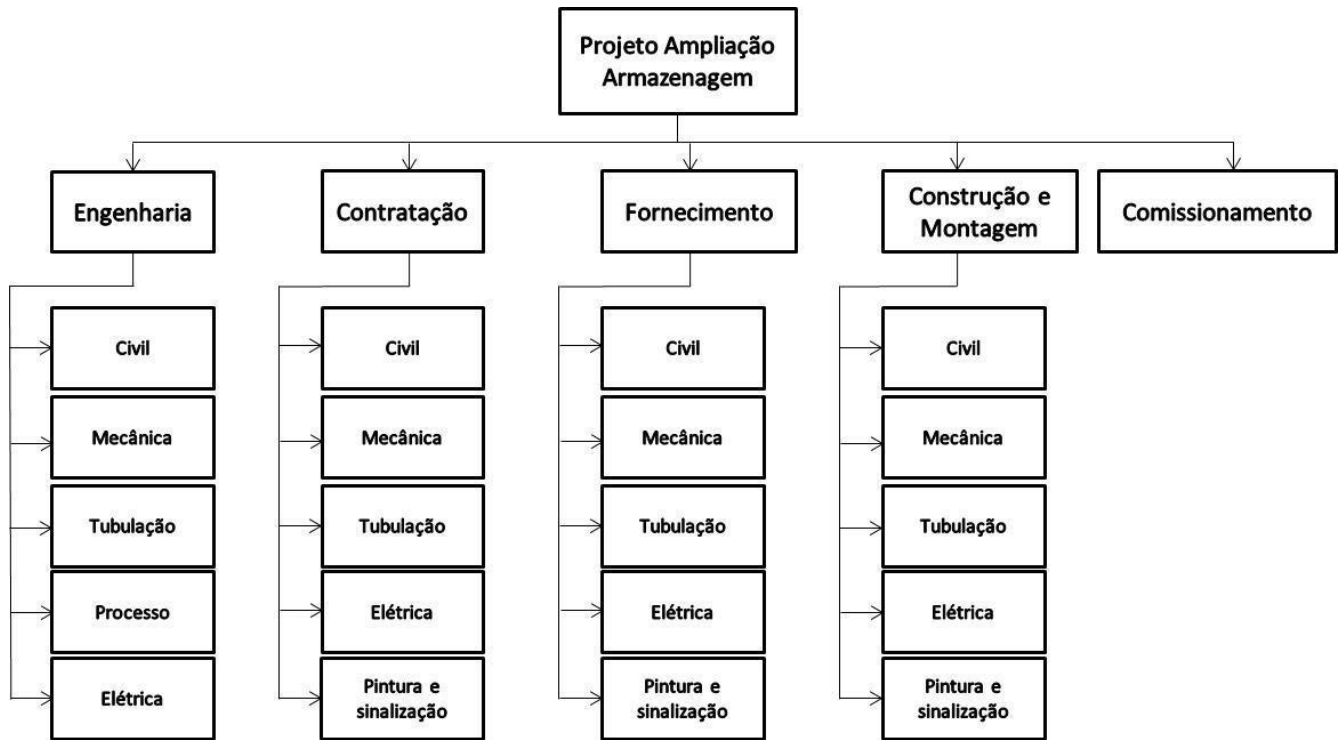 Projeto Ampliação
Armazenagem
Engenharia
Contratação
Fornecimento
Construção e
Montagem
Comissionamento
Civil
Mecânica
Tubulação
Processo
Elétrica
Civil
Mecânica
Tubulação
Elétrica
Pintura e
sinalização
Civil
Mecânica
Tubulação
Elétrica
Pintura e
sinalização
Civil
Mecânica
Tubulação
Elétrica
Pintura e
sinalização